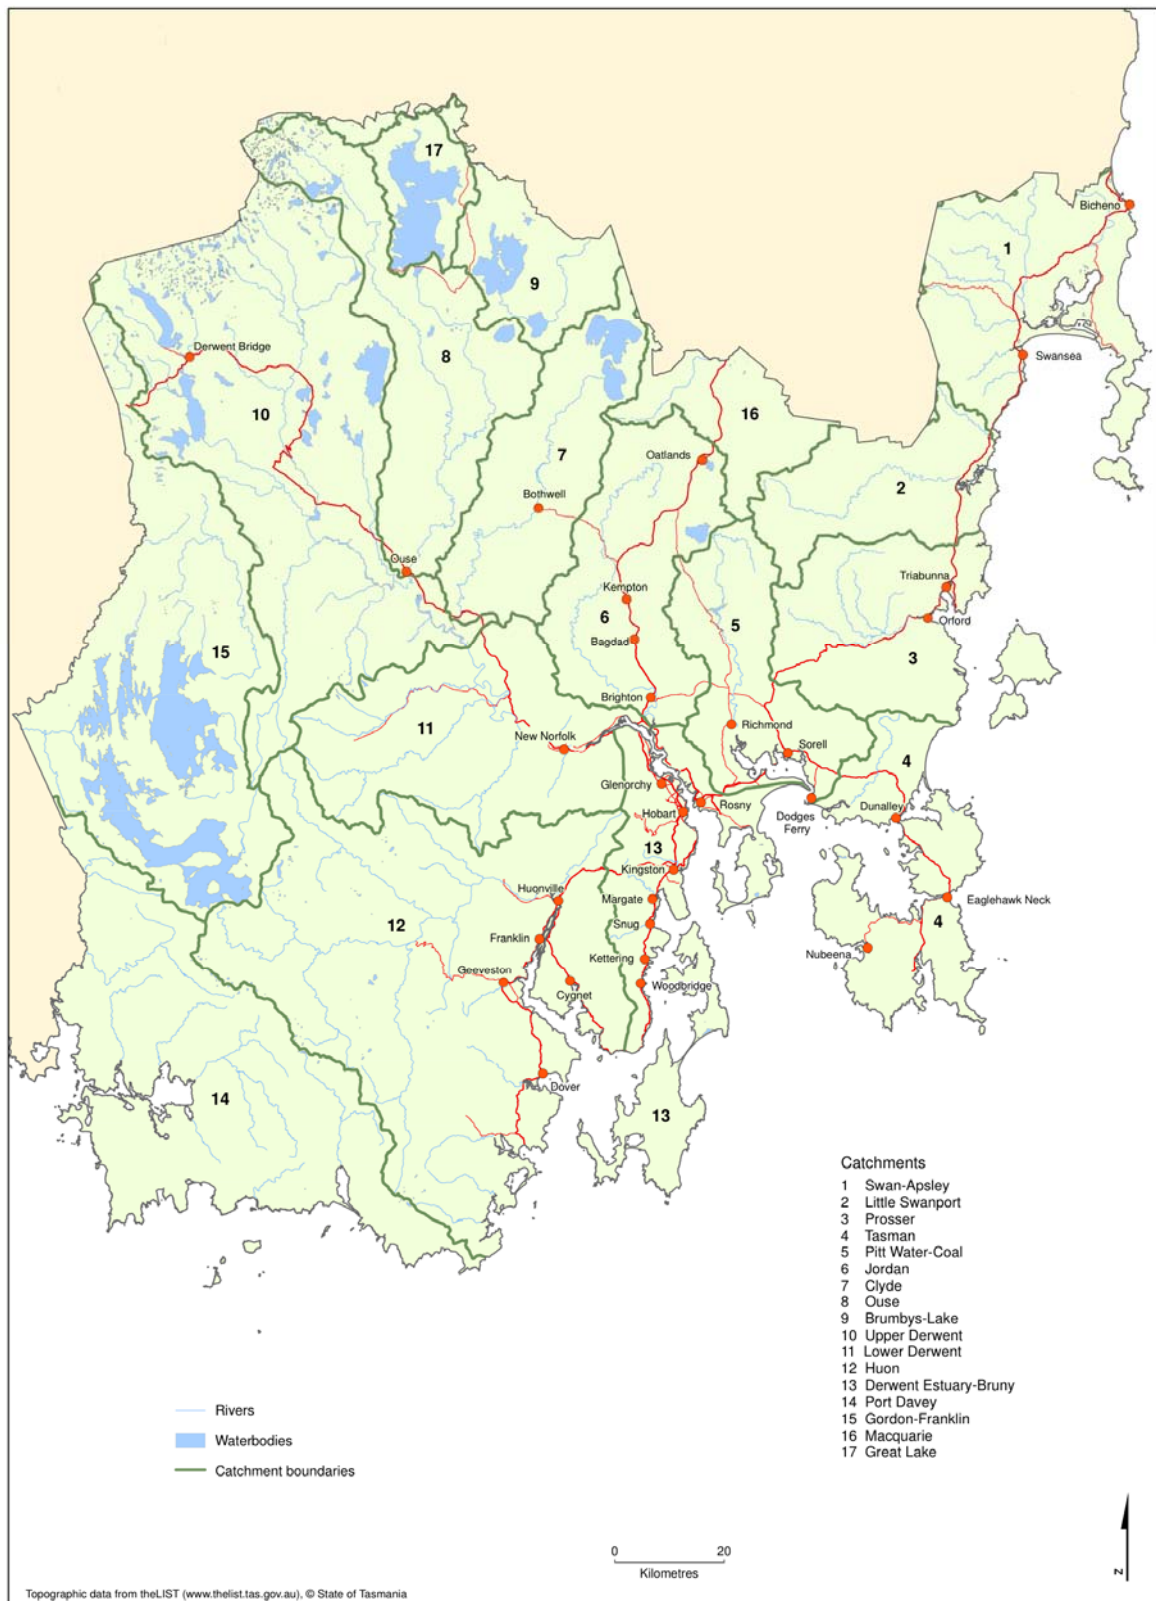 17
Bicheno
1
9
Derwent Bridge
8
Swansea
10
16
7
Oatlands
2
Bothwell
Ouse
Triabunna
Kempton
Orford
6
5
Bagdad
15
3
Brighton
11
Richmond
New Norfolk
Sorell
4
Glenorchy
Rosny
Dodges
Ferry
Dunalley
Hobart
13
Kingston
Huonville
Margate
Eaglehawk Neck
12
Snug
4
Franklin
Nubeena
Kettering
Geeveston
Cygnet
Woodbridge
Dover
14
13
Catchments
1 Swan-Apsley
2 Little Swanport
3 Prosser
4 Tasman
5 Pitt Water-Coal
6 Jordan
7 Clyde
8 Ouse
9 Brumbys-Lake
10 Upper Derwent
11 Lower Derwent
12 Huon
13 Derwent Estuary-Bruny
14 Port Davey
15 Gordon-Franklin
16 Macquarie
17 Great Lake
Rivers
Waterbodies
Catchment boundaries
0 20
Kilometres
N
Topographic data from theLIST (www.thelist.tas.gov.au), © State of Tasmania